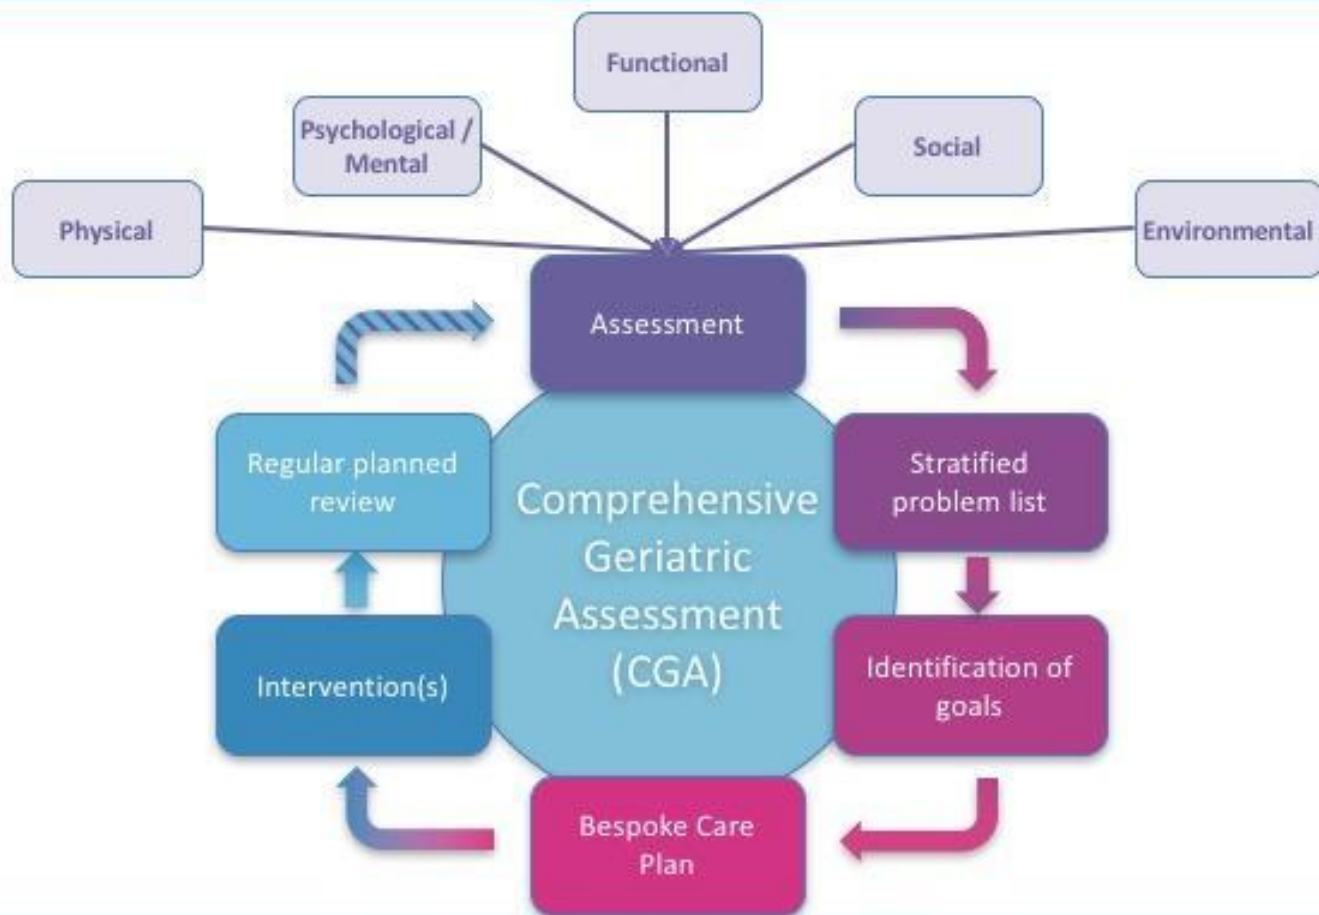 Functional
Psychological /
Mental
Social
Physical
Environmental
Assessment
Regular planned
review
Stratified
problem list
Comprehensive
Geriatric
Assessment
(CGA)
Intervention(s)
Identification of
goals
Bespoke Care
Plan